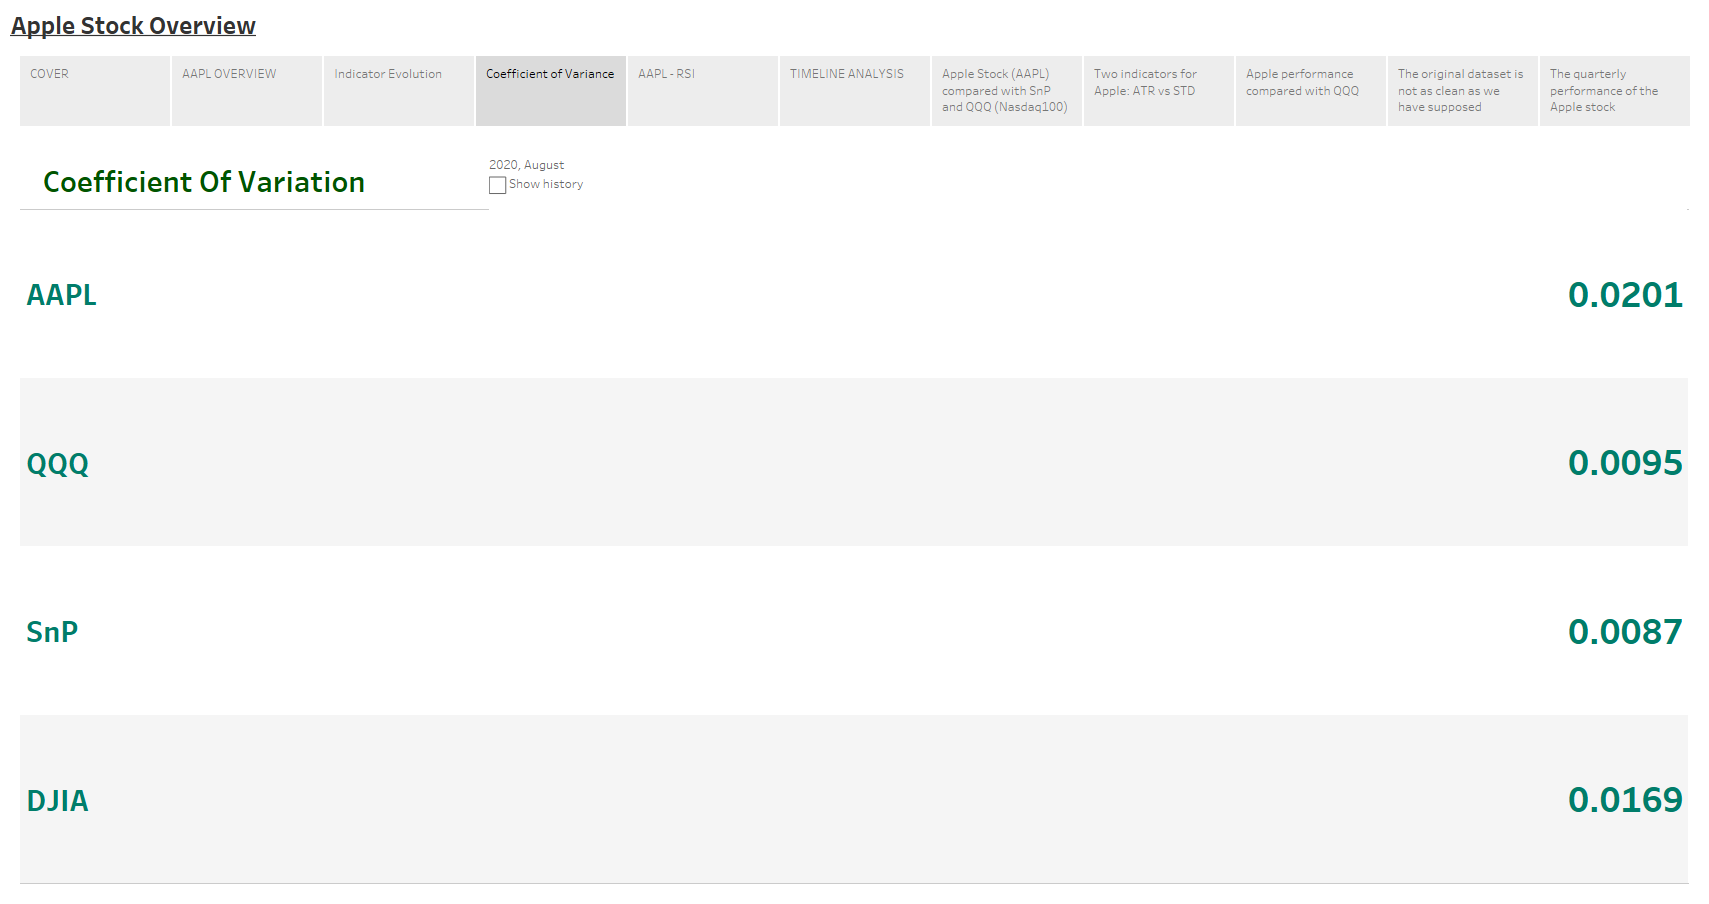 Apple Stock Overview
COVER
AAPL OVERVIEW
Indicator Evolution
Coefficient of Variance
AAPL - RSI
TIMELINE ANALYSIS
Apple Stock (AAPL)
compared with SnP
and QQQ (Nasdaq100)
Two indicators for
Apple: ATR vs STD
Apple performance
compared with QQQ
The original dataset is
not as clean as we
have supposed
The quarterly
performance of the
Apple stock
Coefficient Of Variation
2020, August
Show history
AAPL 0.0201
QQQ 0.0095
SnP 0.0087
DJIA 0.0169